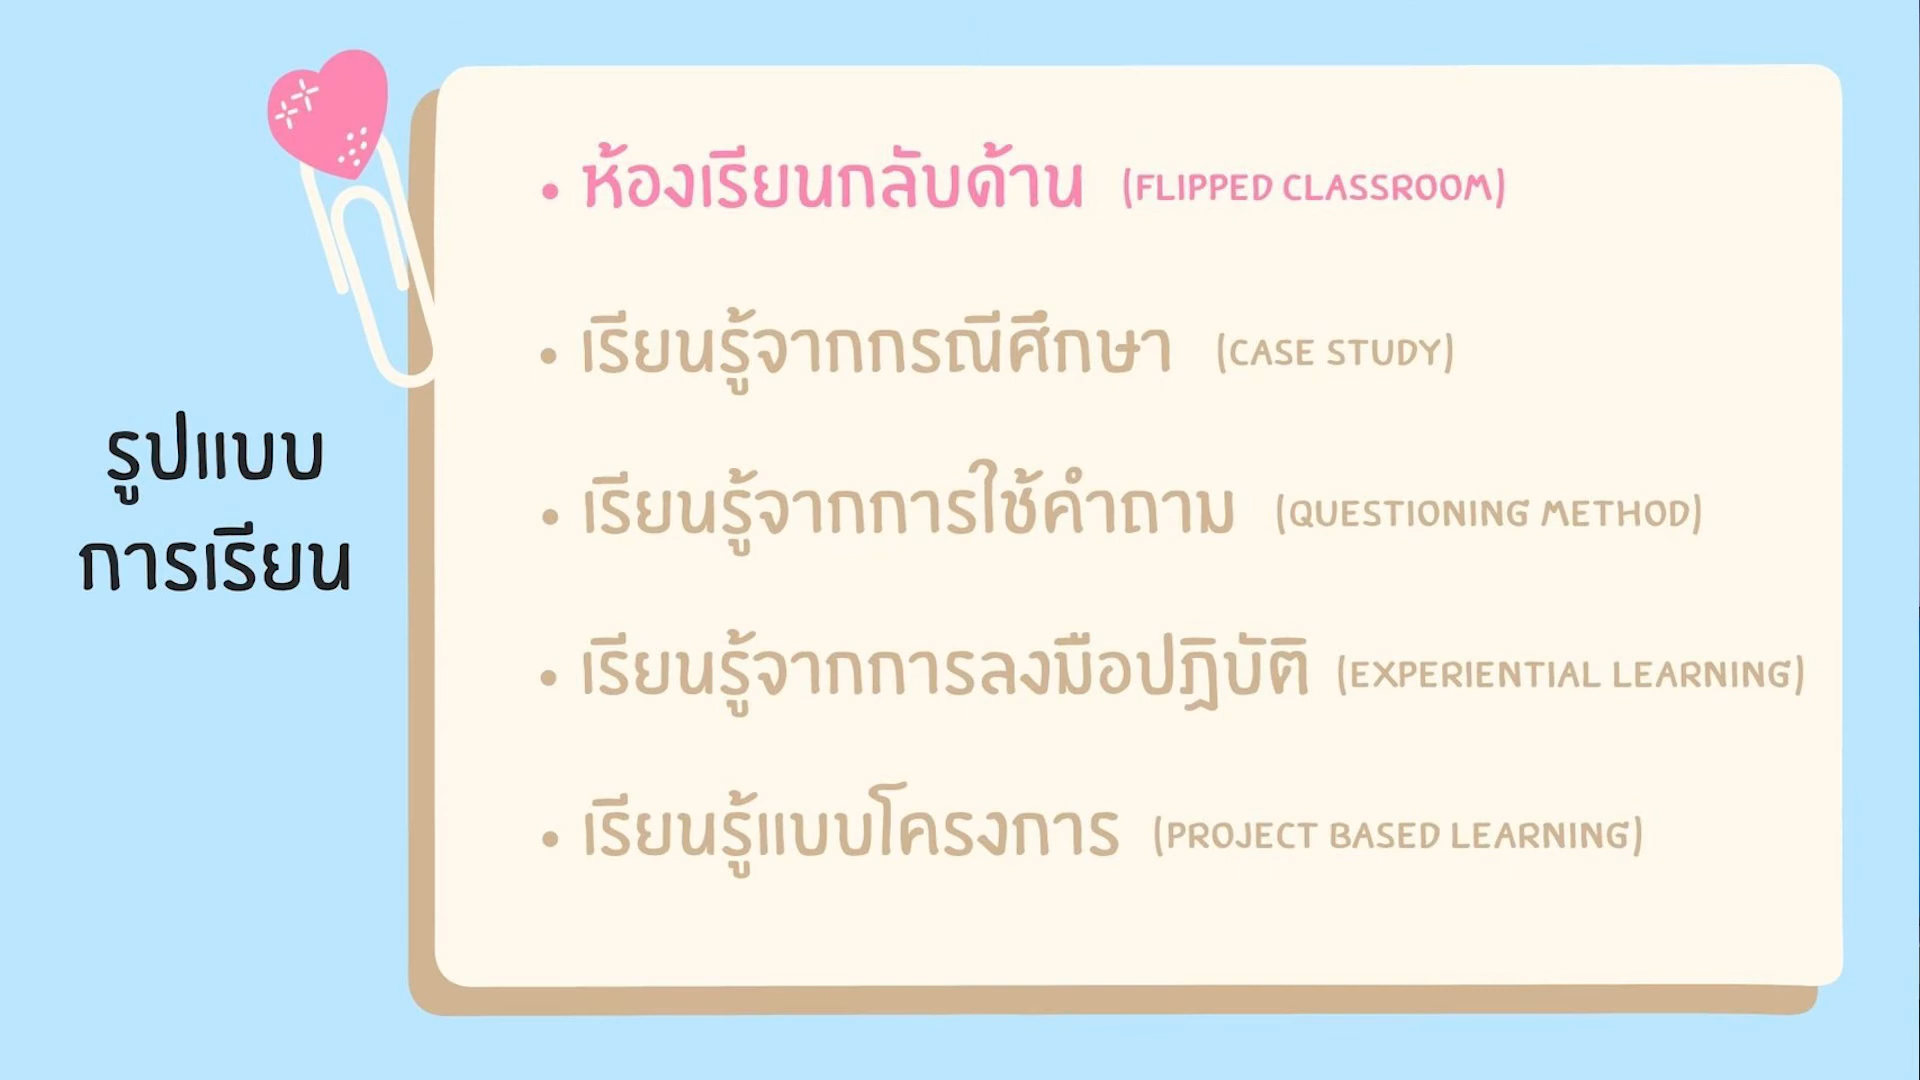 รูปแบบ
การเรียน
• ห้องเรียนกลับด้าน (FLIPPED CLASSROOM)
• เรียนรู้จากกรณีศึกษา (CASE STUDY)
• เรียนรู้จากการใช้คำถาม (QUESTIONING METHOD)
• เรียนรู้จากการลงมือปฏิบัติ (EXPERIENTIAL LEARNING)
• เรียนรู้แบบโครงการ (PROJECT BASED LEARNING)